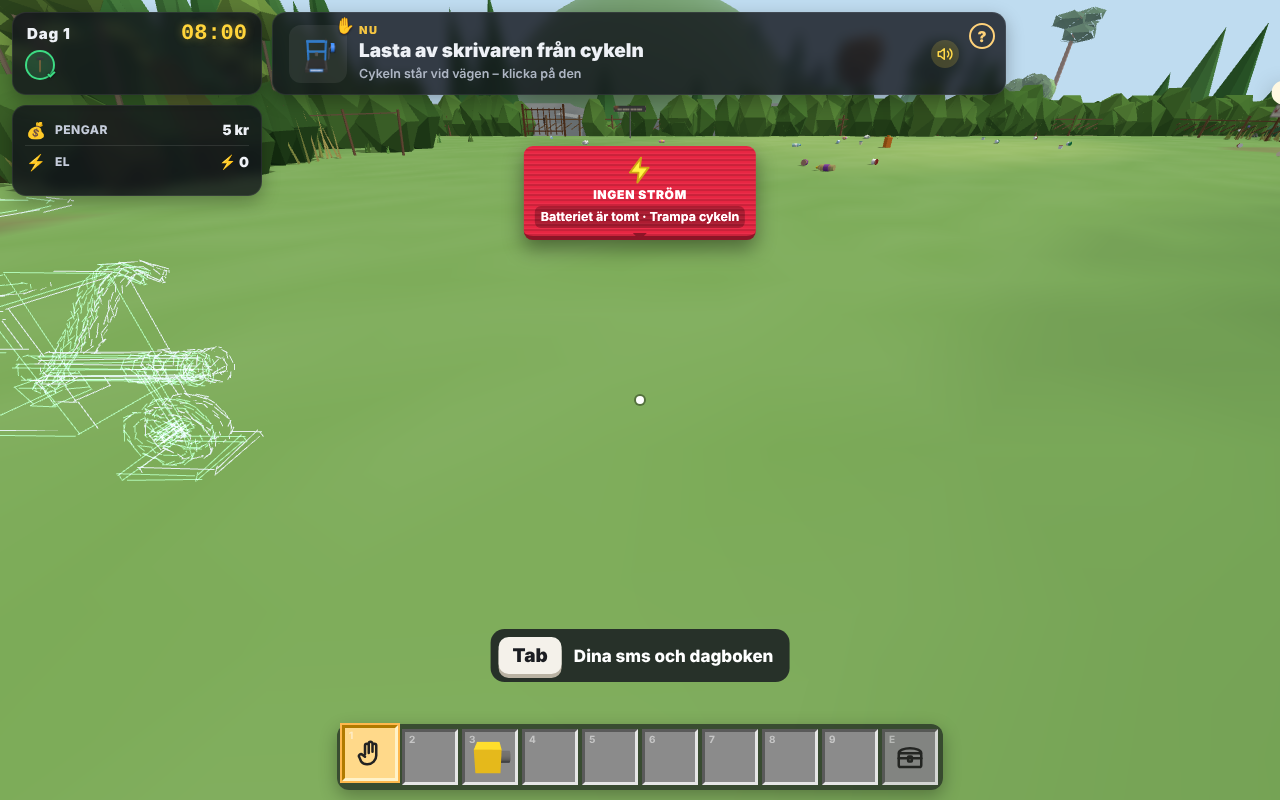 Dag 1
08:00
NU
Lasta av skrivaren från cykeln
Cykeln står vid vägen – klicka på den
?
PENGAR
5 kr
EL
⚡ 0
INGEN STRÖM
Batteriet är tomt · Trampa cykeln
Tab
Dina sms och dagboken
1
2
3
4
5
6
7
8
9
E